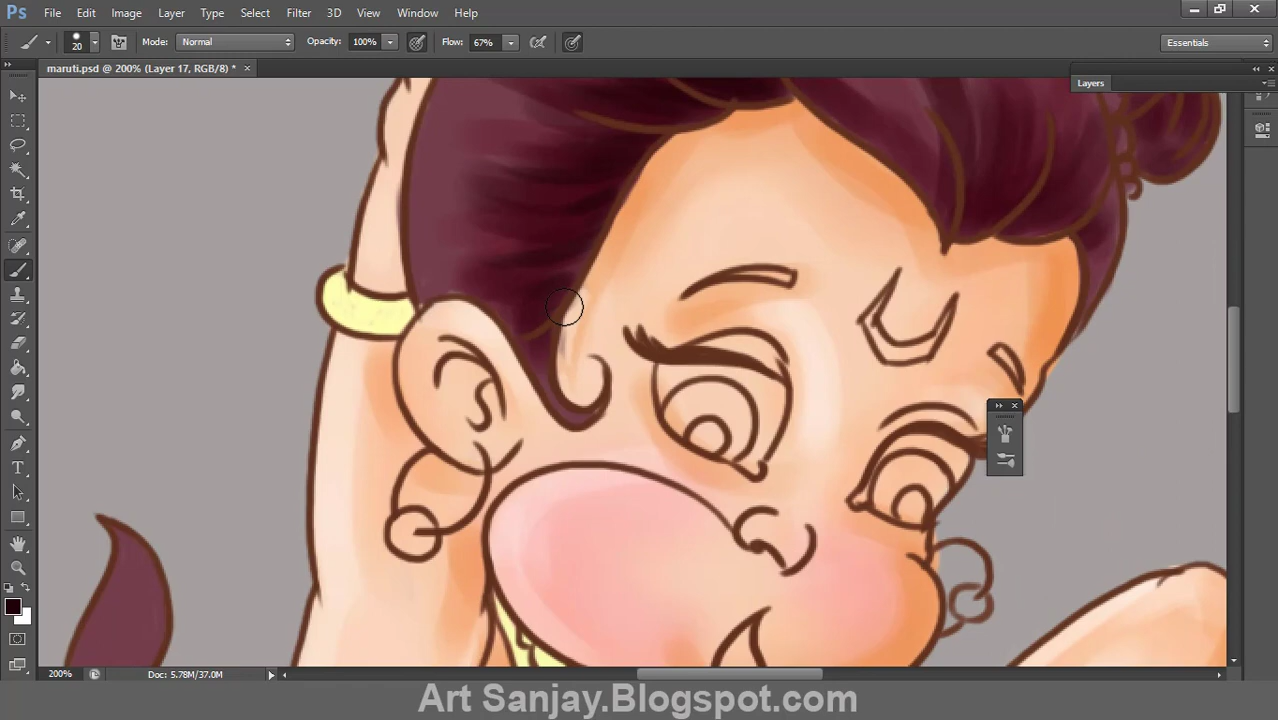 Ps File Edit Image Layer Type Select Filter 3D View Window Help
20 Mode: Normal Opacity: 100% Flow: 67% Essentials
maruti.psd @ 200% (Layer 17, RGB/8) *
Layers
200% Doc: 5.78M/37.0M
Art Sanjay.Blogspot.com